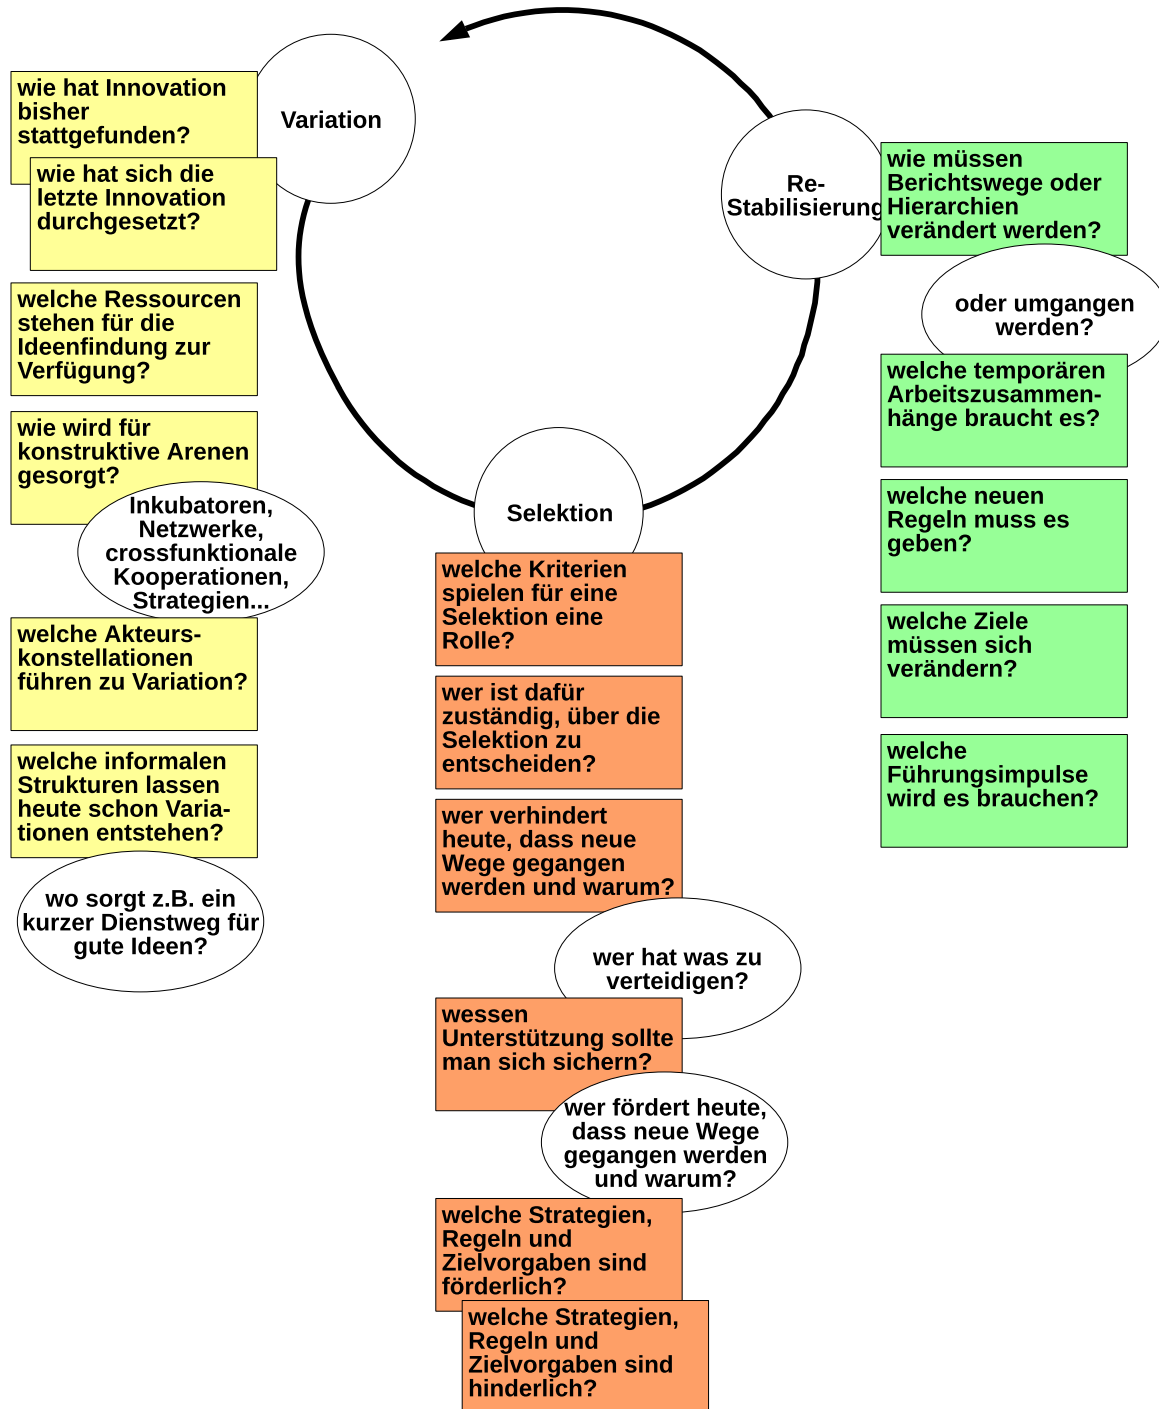 Variation
wie hat Innovation
bisher
stattgefunden?
wie hat sich die
letzte Innovation
durchgesetzt?
welche Ressourcen
stehen für die
Ideenfindung zur
Verfügung?
wie wird für
konstruktive Arenen
gesorgt?
Inkubatoren,
Netzwerke,
crossfunktionale
Kooperationen,
Strategien...
welche Akteurs-
konstellationen
führen zu Variation?
welche informalen
Strukturen lassen
heute schon Varia-
tionen entstehen?
wo sorgt z.B. ein
kurzer Dienstweg für
gute Ideen?
Selektion
welche Kriterien
spielen für eine
Selektion eine
Rolle?
wer ist dafür
zuständig, über die
Selektion zu
entscheiden?
wer verhindert
heute, dass neue
Wege gegangen
werden und warum?
wer hat was zu
verteidigen?
wessen
Unterstützung sollte
man sich sichern?
wer fördert heute,
dass neue Wege
gegangen werden
und warum?
welche Strategien,
Regeln und
Zielvorgaben sind
förderlich?
welche Strategien,
Regeln und
Zielvorgaben sind
hinderlich?
Re-
Stabilisierung
wie müssen
Berichtswege oder
Hierarchien
verändert werden?
oder umgangen
werden?
welche temporären
Arbeitszusammen-
hänge braucht es?
welche neuen
Regeln muss es
geben?
welche Ziele
müssen sich
verändern?
welche
Führungsimpulse
wird es brauchen?